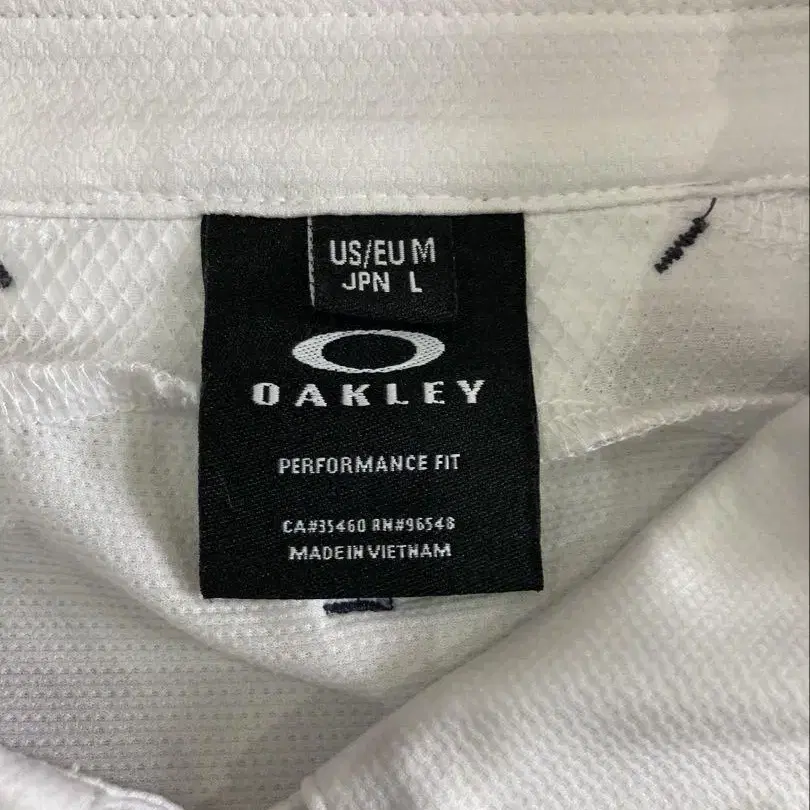 US/EU M
JPN L
OAKLEY
PERFORMANCE FIT
CA#35460 RN#96548
MADE IN VIETNAM